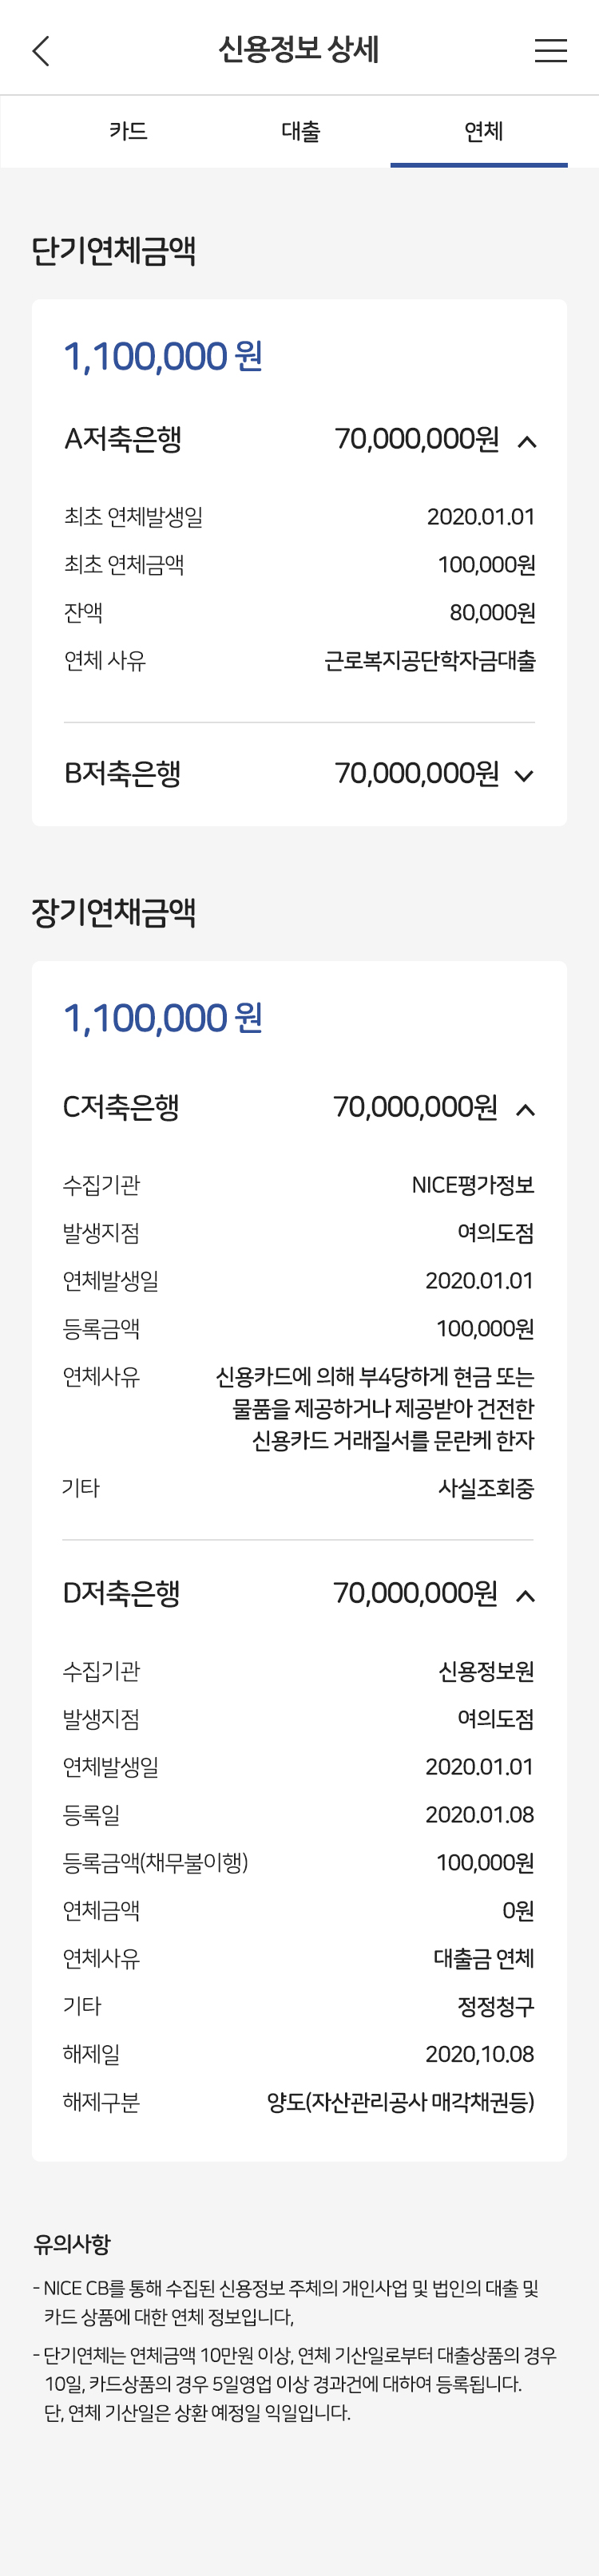 신용정보 상세
카드 대출 연체
단기연체금액
1,100,000 원
A저축은행 70,000,000원
최초 연체발생일 2020.01.01
최초 연체금액 100,000원
잔액 80,000원
연체 사유 근로복지공단학자금대출
B저축은행 70,000,000원
장기연채금액
1,100,000 원
C저축은행 70,000,000원
수집기관 NICE평가정보
발생지점 여의도점
연체발생일 2020.01.01
등록금액 100,000원
연체사유 신용카드에 의해 부4당하게 현금 또는
물품을 제공하거나 제공받아 건전한
신용카드 거래질서를 문란케 한자
기타 사실조회중
D저축은행 70,000,000원
수집기관 신용정보원
발생지점 여의도점
연체발생일 2020.01.01
등록일 2020.01.08
등록금액(채무불이행) 100,000원
연체금액 0원
연체사유 대출금 연체
기타 정정청구
해제일 2020,10.08
해제구분 양도(자산관리공사 매각채권등)
유의사항
- NICE CB를 통해 수집된 신용정보 주체의 개인사업 및 법인의 대출 및
카드 상품에 대한 연체 정보입니다,
- 단기연체는 연체금액 10만원 이상, 연체 기산일로부터 대출상품의 경우
10일, 카드상품의 경우 5일영업 이상 경과건에 대하여 등록됩니다.
단, 연체 기산일은 상환 예정일 익일입니다.